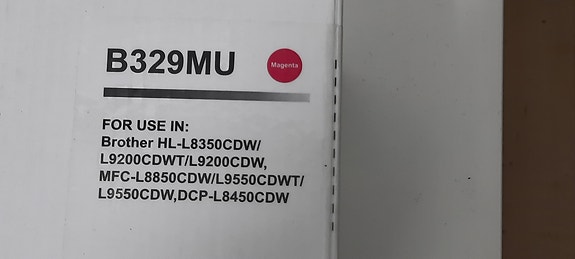 B329MU
Magenta
FOR USE IN:
Brother HL-L8350CDW/
L9200CDWT/L9200CDW,
MFC-L8850CDW/L9550CDWT/
L9550CDW,DCP-L8450CDW